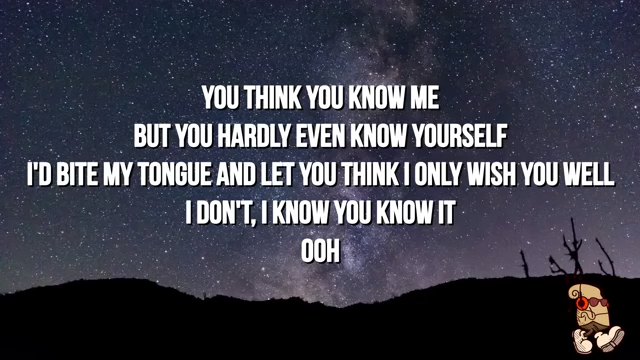 YOU THINK YOU KNOW ME
BUT YOU HARDLY EVEN KNOW YOURSELF
I'D BITE MY TONGUE AND LET YOU THINK I ONLY WISH YOU WELL
I DON'T, I KNOW YOU KNOW IT
OOH